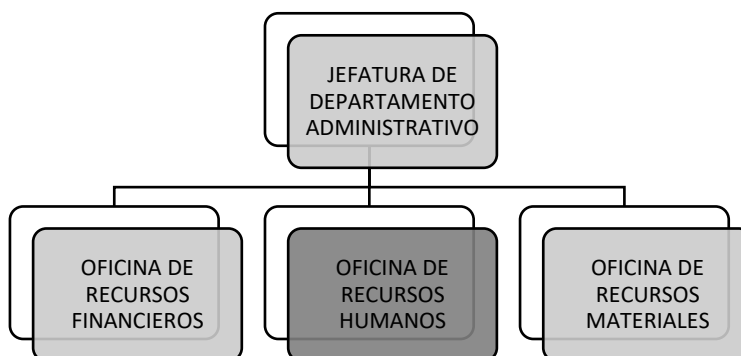 JEFATURA DE
DEPARTAMENTO
ADMINISTRATIVO
OFICINA DE
RECURSOS
FINANCIEROS
OFICINA DE
RECURSOS
HUMANOS
OFICINA DE
RECURSOS
MATERIALES